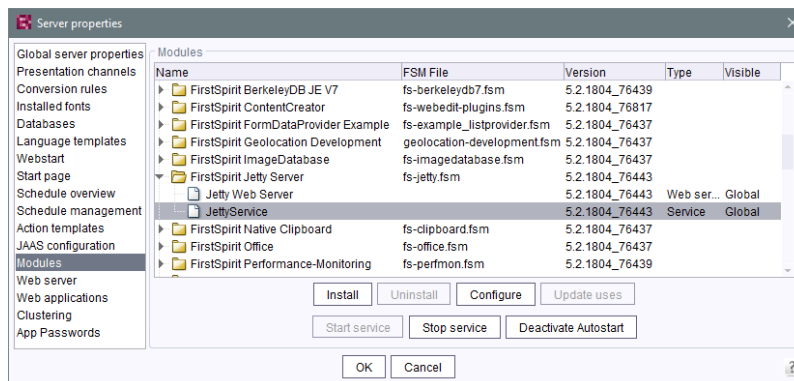 Server properties
Global server properties
Presentation channels
Conversion rules
Installed fonts
Databases
Language templates
Webstart
Start page
Schedule overview
Schedule management
Action templates
JAAS configuration
Modules
Web server
Web applications
Clustering
App Passwords
Modules
Name FSM File Version Type Visible
FirstSpirit BerkeleyDB JE V7 fs-berkeleydb7.fsm 5.2.1804_76439
FirstSpirit ContentCreator fs-webedit-plugins.fsm 5.2.1804_76817
FirstSpirit FormDataProvider Example fs-example_listprovider.fsm 5.2.1804_76437
FirstSpirit Geolocation Development geolocation-development.fsm 5.2.1804_76437
FirstSpirit ImageDatabase fs-imagedatabase.fsm 5.2.1804_76437
FirstSpirit Jetty Server fs-jetty.fsm 5.2.1804_76443
Jetty Web Server 5.2.1804_76443 Web ser... Global
JettyService 5.2.1804_76443 Service Global
FirstSpirit Native Clipboard fs-clipboard.fsm 5.2.1804_76437
FirstSpirit Office fs-office.fsm 5.2.1804_76437
FirstSpirit Performance-Monitoring fs-perfmon.fsm 5.2.1804_76439
Install Uninstall Configure Update uses
Start service Stop service Deactivate Autostart
OK Cancel
?